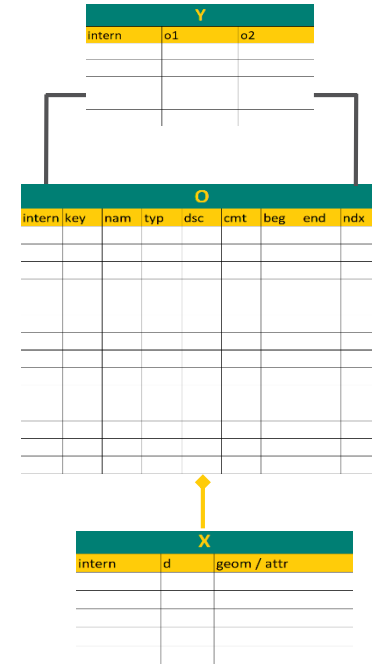 Y
intern o1 o2
O
intern key nam typ dsc cmt beg end ndx
X
intern d geom / attr